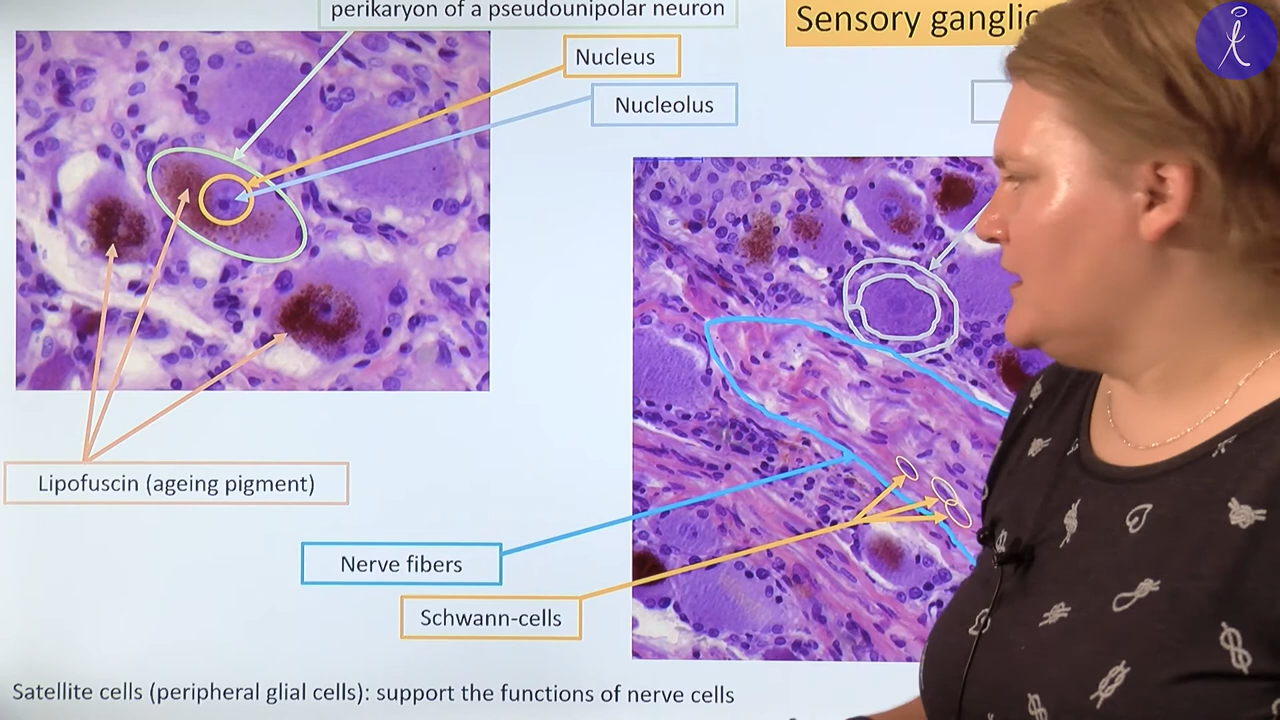 perikaryon of a pseudounipolar neuron
Sensory
Nucleus
Nucleolus
Lipofuscin (ageing pigment)
Nerve fibers
Schwann-cells
Satellite cells (peripheral glial cells): support the functions of nerve cells